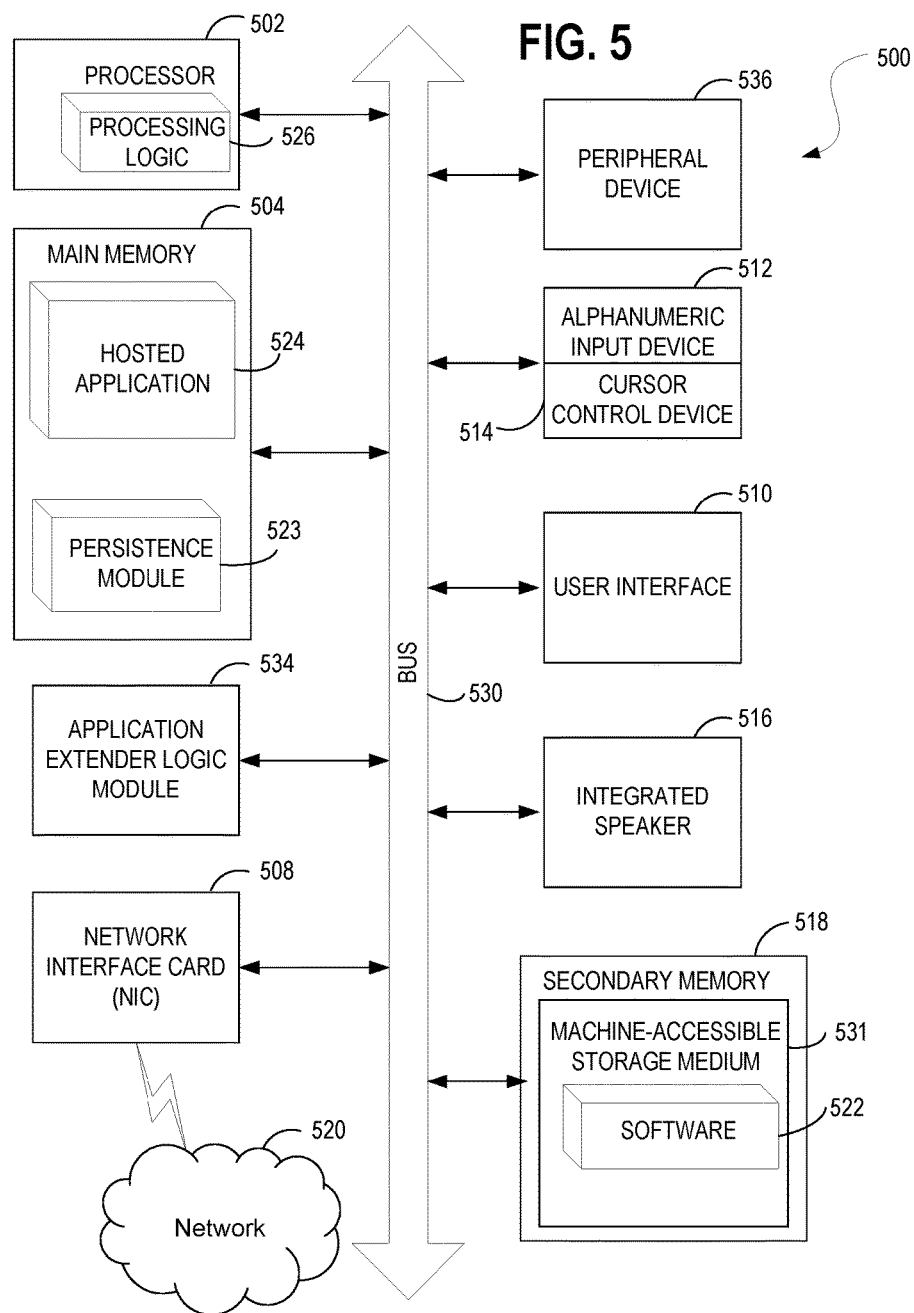 FIG. 5
500
502
PROCESSOR
PROCESSING
LOGIC
526
504
MAIN MEMORY
HOSTED
APPLICATION
524
PERSISTENCE
MODULE
523
534
APPLICATION
EXTENDER LOGIC
MODULE
508
NETWORK
INTERFACE CARD
(NIC)
520
Network
BUS
530
536
PERIPHERAL
DEVICE
512
ALPHANUMERIC
INPUT DEVICE
CURSOR
CONTROL DEVICE
514
510
USER INTERFACE
516
INTEGRATED
SPEAKER
518
SECONDARY MEMORY
MACHINE-ACCESSIBLE
STORAGE MEDIUM
531
SOFTWARE
522